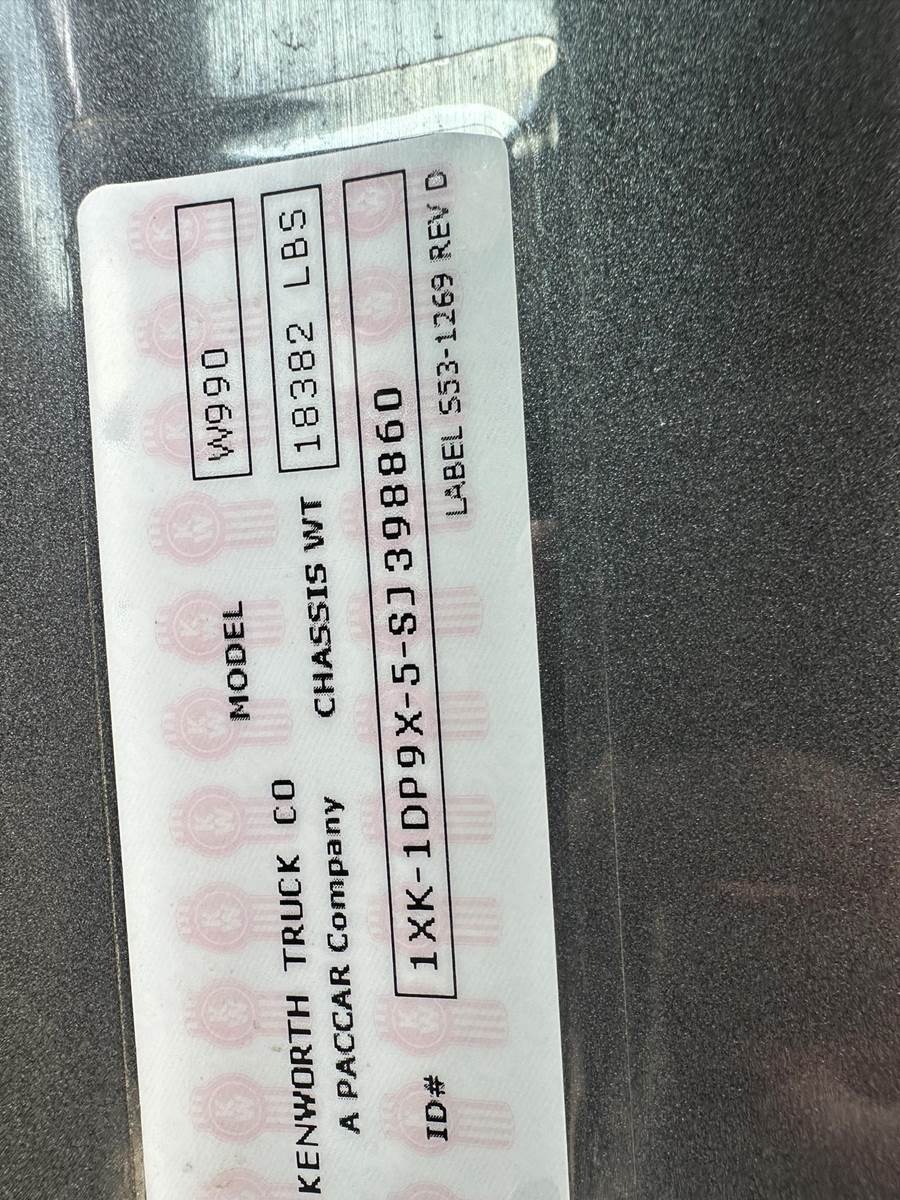 KENWORTH TRUCK CO
A PACCAR Company
MODEL W990
CHASSIS WT 18382 LBS
ID# 1XK-1DP9X-5-SJ398860
LABEL S53-1269 REV D